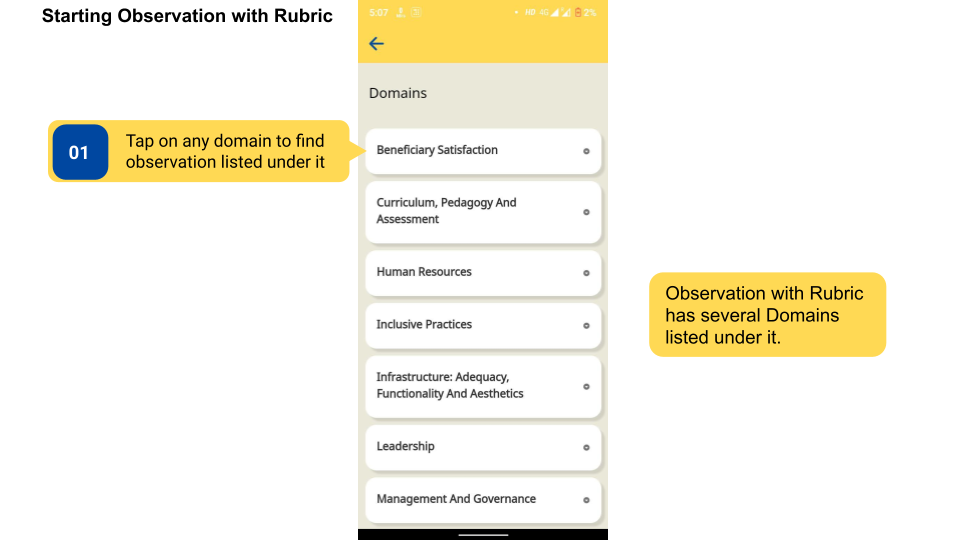 Starting Observation with Rubric
5:07
HD 4G 2%
Domains
01
Tap on any domain to find
observation listed under it
Beneficiary Satisfaction
Curriculum, Pedagogy And
Assessment
Human Resources
Inclusive Practices
Infrastructure: Adequacy,
Functionality And Aesthetics
Leadership
Management And Governance
Observation with Rubric
has several Domains
listed under it.